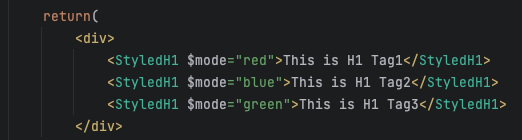 return(
<div>
<StyledH1 $mode="red">This is H1 Tag1</StyledH1>
<StyledH1 $mode="blue">This is H1 Tag2</StyledH1>
<StyledH1 $mode="green">This is H1 Tag3</StyledH1>
</div>